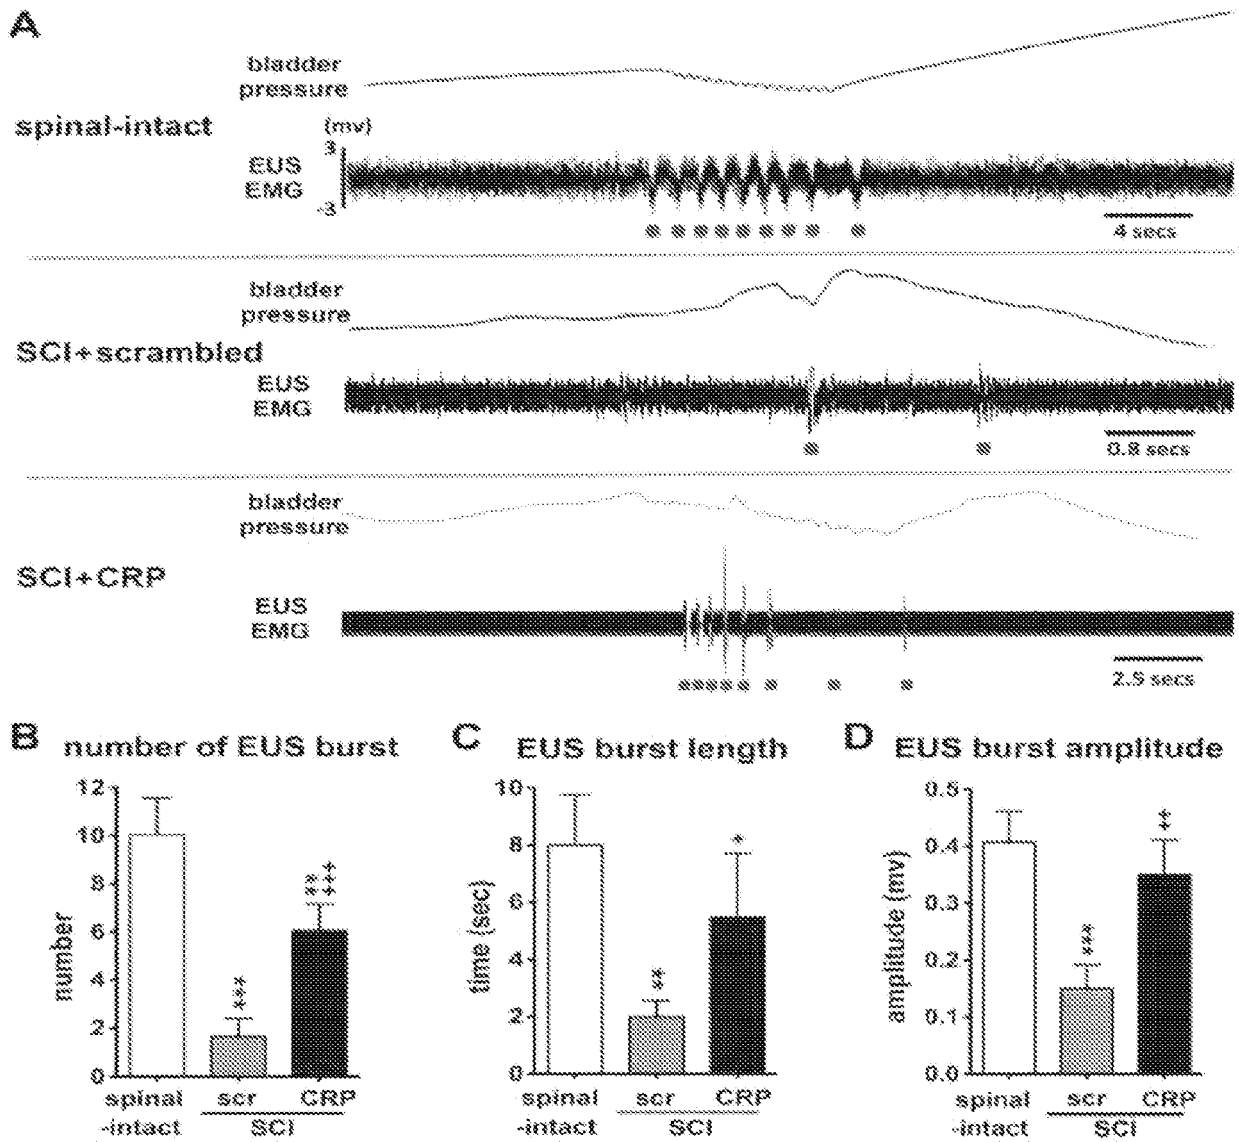 A
bladder
pressure
spinal-intact
(mv)
3
EUS
EMG
-3
4 secs
bladder
pressure
SCI+scrambled
EUS
EMG
0.8 secs
bladder
pressure
SCI+CRP
EUS
EMG
2.5 secs
B number of EUS burst
12
10
8
6
4
2
0
number
**
+++
***
spinal
-intact
scr
CRP
SCI
C EUS burst length
10
8
6
4
2
0
time (sec)
**
+
spinal
-intact
scr
CRP
SCI
D EUS burst amplitude
0.5
0.4
0.3
0.2
0.1
0.0
amplitude (mv)
***
++
spinal
-intact
scr
CRP
SCI